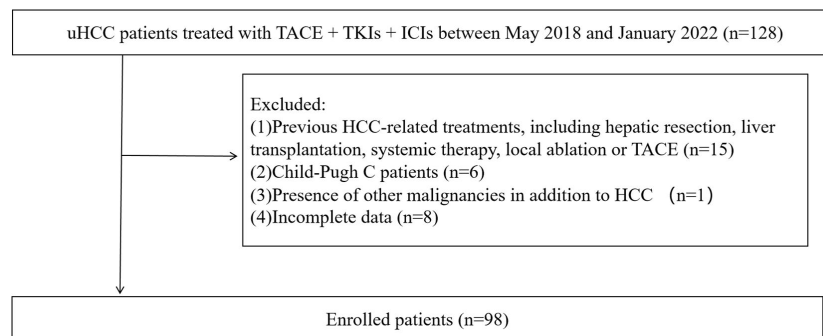 uHCC patients treated with TACE + TKIs + ICIs between May 2018 and January 2022 (n=128)
Excluded:
(1)Previous HCC-related treatments, including hepatic resection, liver
transplantation, systemic therapy, local ablation or TACE (n=15)
(2)Child-Pugh C patients (n=6)
(3)Presence of other malignancies in addition to HCC （n=1）
(4)Incomplete data (n=8)
Enrolled patients (n=98)